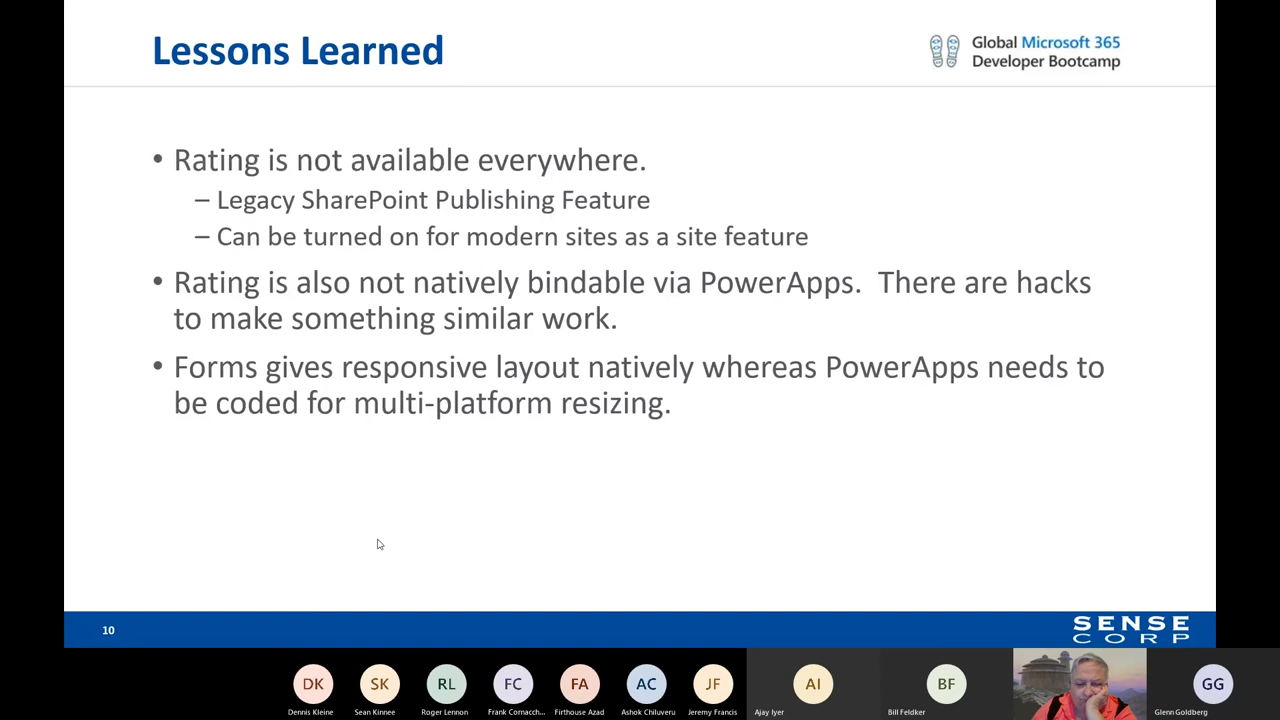 Lessons Learned
Global Microsoft 365
Developer Bootcamp
• Rating is not available everywhere.
– Legacy SharePoint Publishing Feature
– Can be turned on for modern sites as a site feature
• Rating is also not natively bindable via PowerApps.  There are hacks
to make something similar work.
• Forms gives responsive layout natively whereas PowerApps needs to
be coded for multi-platform resizing.
10
SENSE
CORP
DK SK RL FC FA AC JF AI BF GG
Dennis Kleine Sean Kinnee Roger Lennon Frank Cornacch... Firthouse Azad Ashok Chiluveru Jeremy Francis Ajay Iyer Bill Feldker Glenn Goldberg